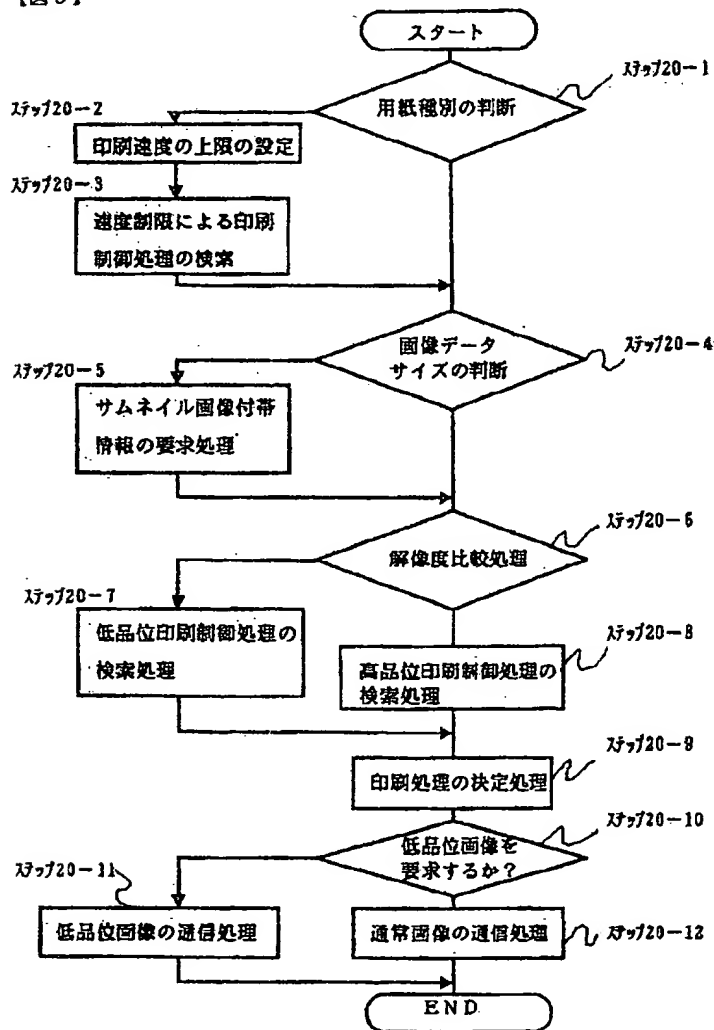 スタート
ステップ20-1
用紙種別の判断
ステップ20-2
印刷速度の上限の設定
ステップ20-3
速度制限による印刷
制御処理の検索
画像データ
サイズの判断
ステップ20-4
ステップ20-5
サムネイル画像付帯
情報の要求処理
ステップ20-6
解像度比較処理
ステップ20-7
低品位印刷制御処理の
検索処理
ステップ20-8
高品位印刷制御処理の
検索処理
ステップ20-9
印刷処理の決定処理
ステップ20-10
低品位画像を
要求するか?
ステップ20-11
低品位画像の通信処理
通常画像の通信処理
ステップ20-12
END